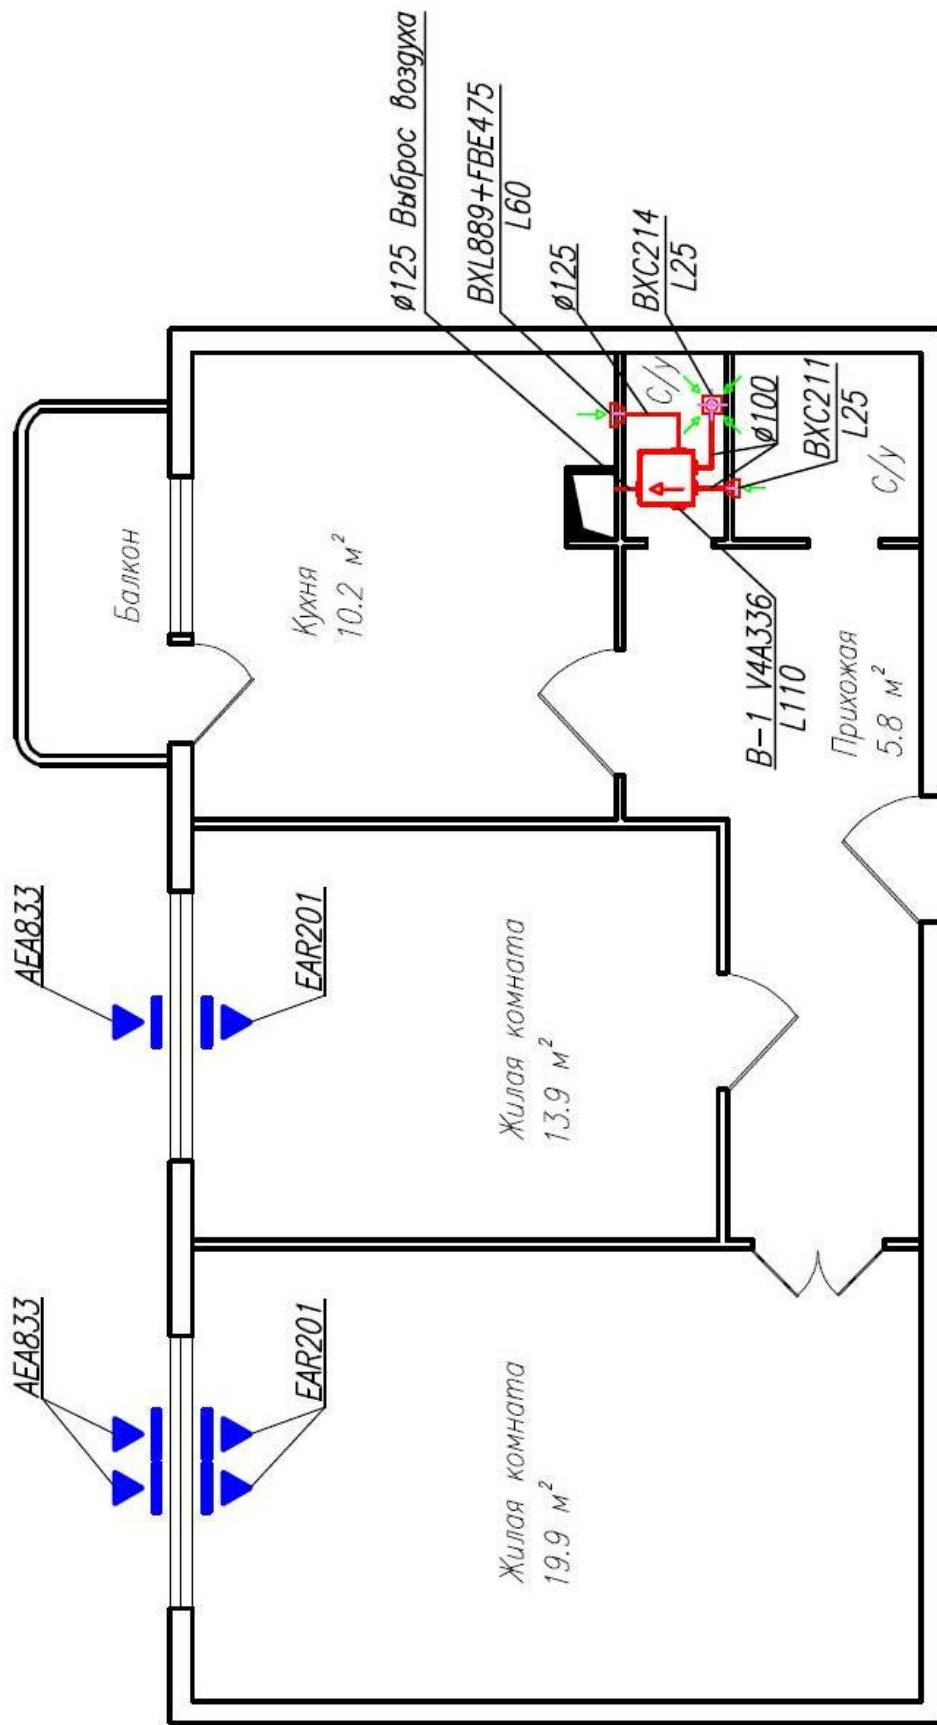 AEA833
EAR201
Жилая комната
19.9 м²
AEA833
EAR201
Жилая комната
13.9 м²
Балкон
Кухня
10.2 м²
Прихожая
5.8 м²
В-1 V4A336
L110
С/у
С/у
ø125 Выброс воздуха
BXL889+FBE475
L60
ø125
BXC214
L25
ø100
BXC211
L25